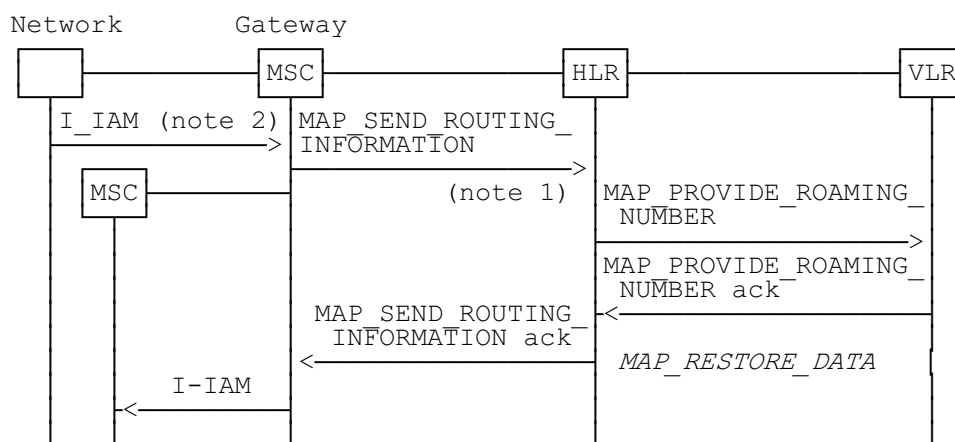 Network Gateway
MSC HLR VLR
I_IAM (note 2) MAP_SEND_ROUTING_
INFORMATION
MSC (note 1) MAP_PROVIDE_ROAMING_
NUMBER
MAP_PROVIDE_ROAMING_
NUMBER ack
MAP_SEND_ROUTING_
INFORMATION ack
MAP_RESTORE_DATA
I-IAM